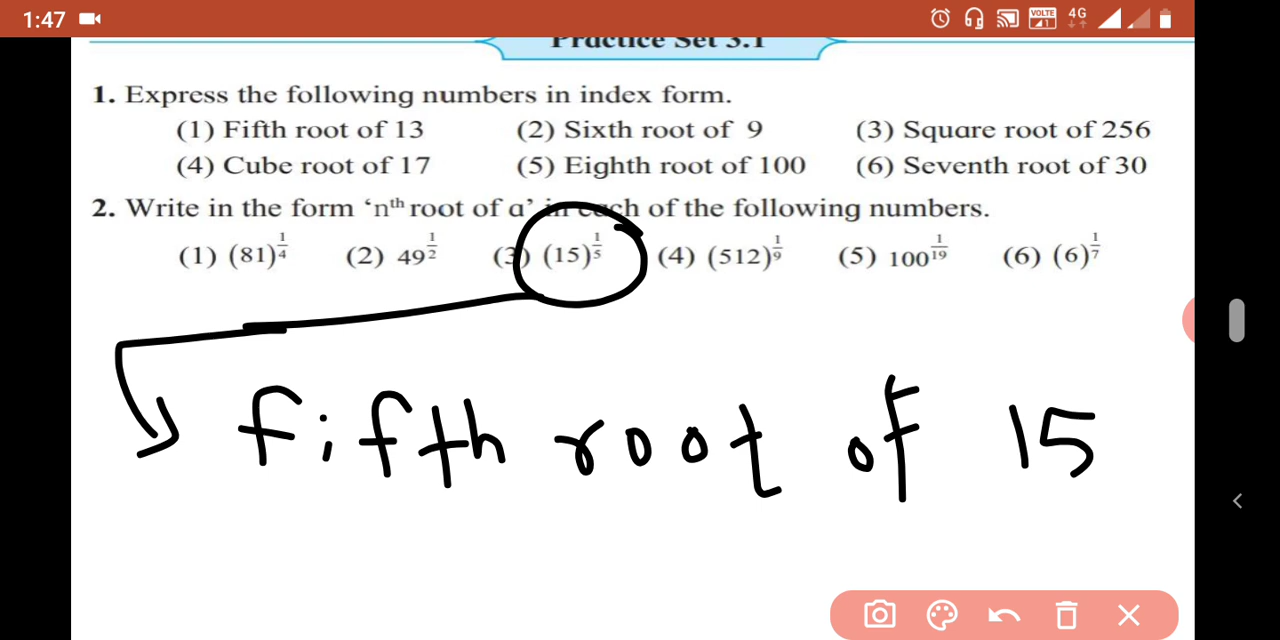 1:47 VOLTE 4G
Practice Set 3.1
1. Express the following numbers in index form.
(1) Fifth root of 13 (2) Sixth root of 9 (3) Square root of 256
(4) Cube root of 17 (5) Eighth root of 100 (6) Seventh root of 30
2. Write in the form ‘nᵗʰ root of a’ in each of the following numbers.
(1) (81)^(1/4) (2) 49^(1/2) (3) (15)^(1/5) (4) (512)^(1/9) (5) 100^(1/19) (6) (6)^(1/7)
fifth root of 15